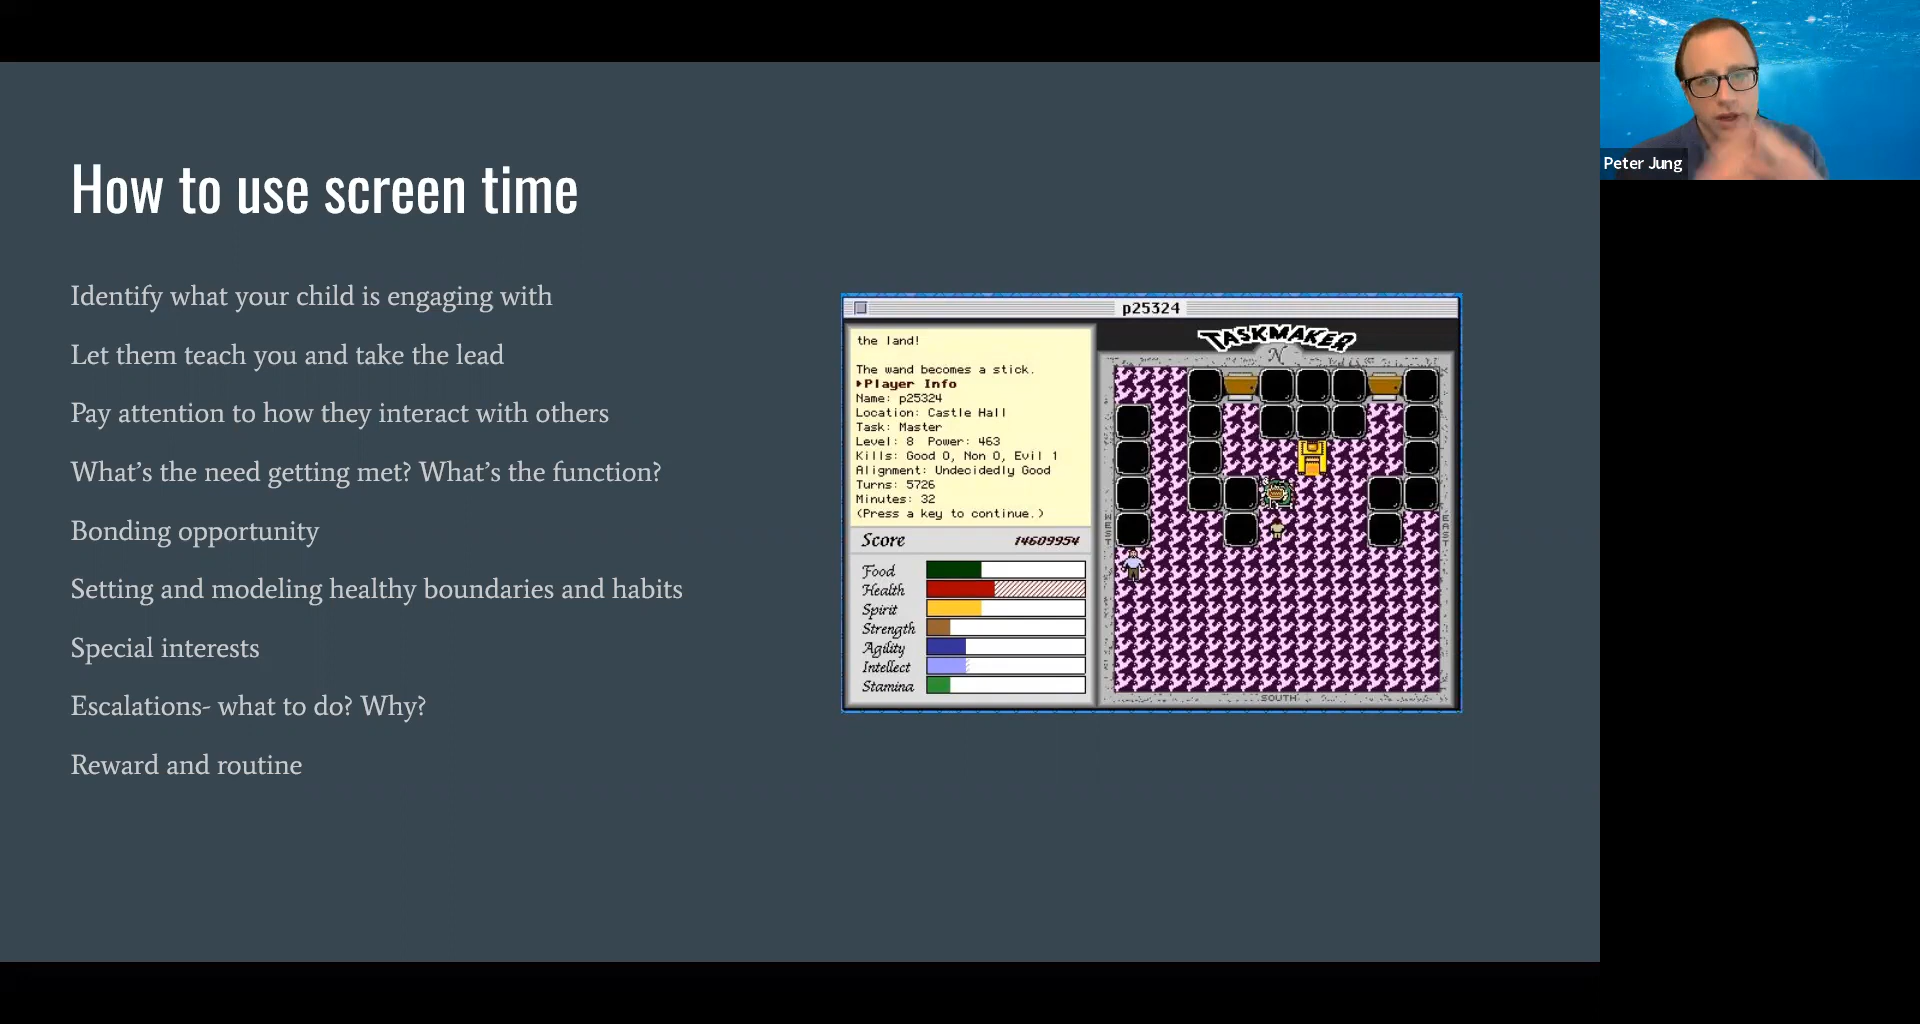 How to use screen time
Identify what your child is engaging with
Let them teach you and take the lead
Pay attention to how they interact with others
What's the need getting met? What's the function?
Bonding opportunity
Setting and modeling healthy boundaries and habits
Special interests
Escalations- what to do? Why?
Reward and routine
p25324
the land!
The wand becomes a stick.
▸Player Info
Name: p25324
Location: Castle Hall
Task: Master
Level: 8 Power: 463
Kills: Good 0, Non 0, Evil 1
Alignment: Undecidedly Good
Turns: 5726
Minutes: 32
(Press a key to continue.)
Score 14609954
Food
Health
Spirit
Strength
Agility
Intellect
Stamina
TASKMAKER
N
WEST
EAST
SOUTH
Peter Jung